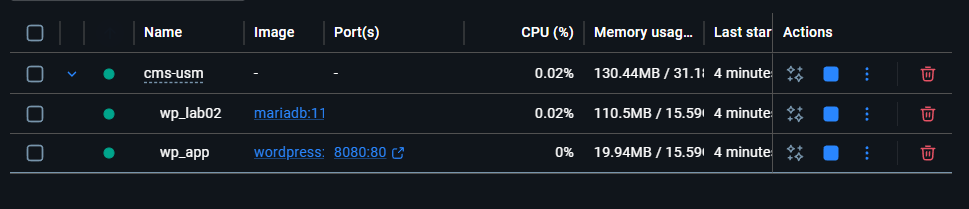 Name Image Port(s) CPU (%) Memory usag... Last star Actions
cms-usm - - 0.02% 130.44MB / 31.18 4 minutes
wp_lab02 mariadb:11 0.02% 110.5MB / 15.59 4 minutes
wp_app wordpress: 8080:80 0% 19.94MB / 15.59 4 minutes